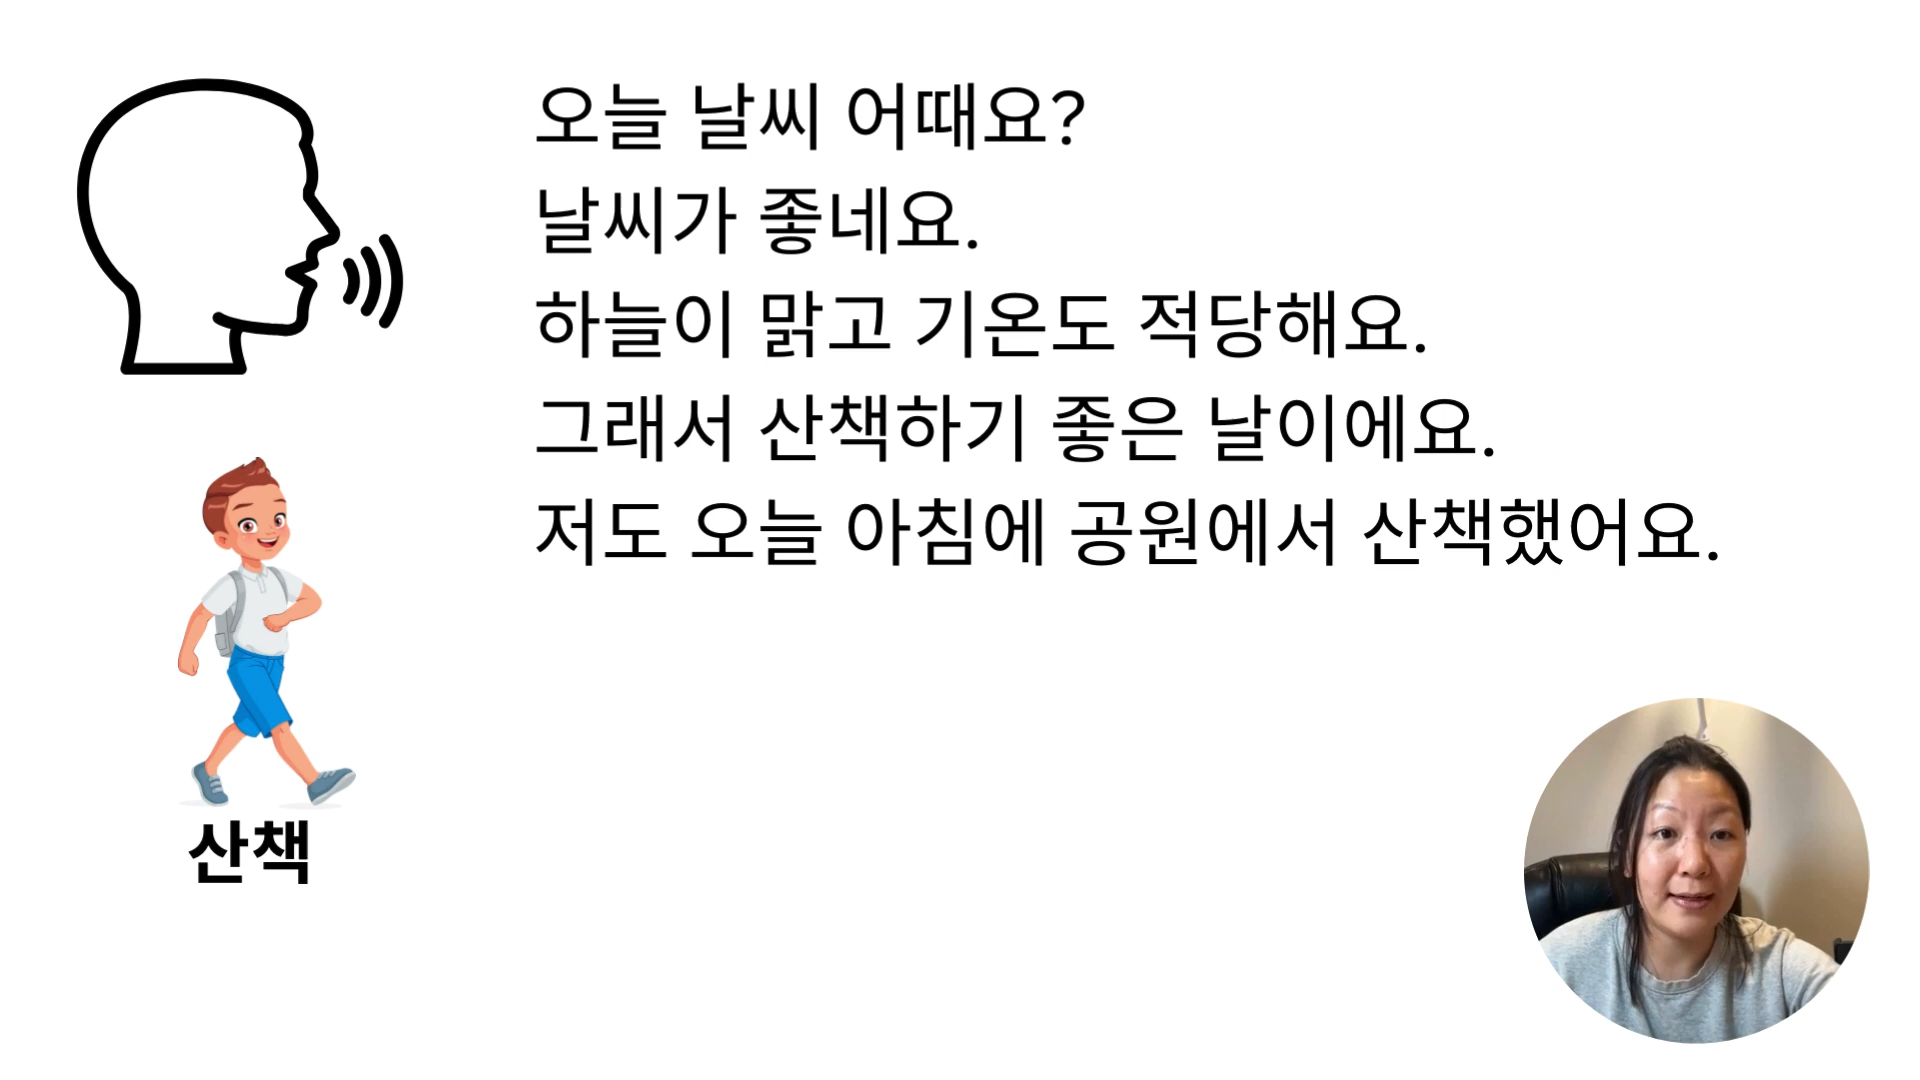 오늘 날씨 어때요?
날씨가 좋네요.
하늘이 맑고 기온도 적당해요.
그래서 산책하기 좋은 날이에요.
저도 오늘 아침에 공원에서 산책했어요.
산책